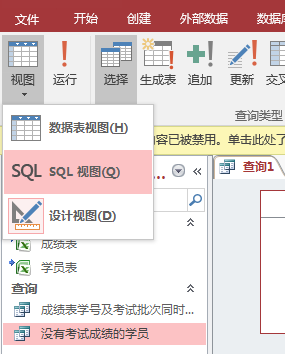 文件 开始 创建 外部数据 数据库
视图 运行 选择 生成表 追加 更新 交叉
查询类型
数据表视图(H)
SQL SQL 视图(Q)
设计视图(D)
容已被禁用。单击此处了
查询1
成绩表
学员表
查询
成绩表学号及考试批次同时...
没有考试成绩的学员